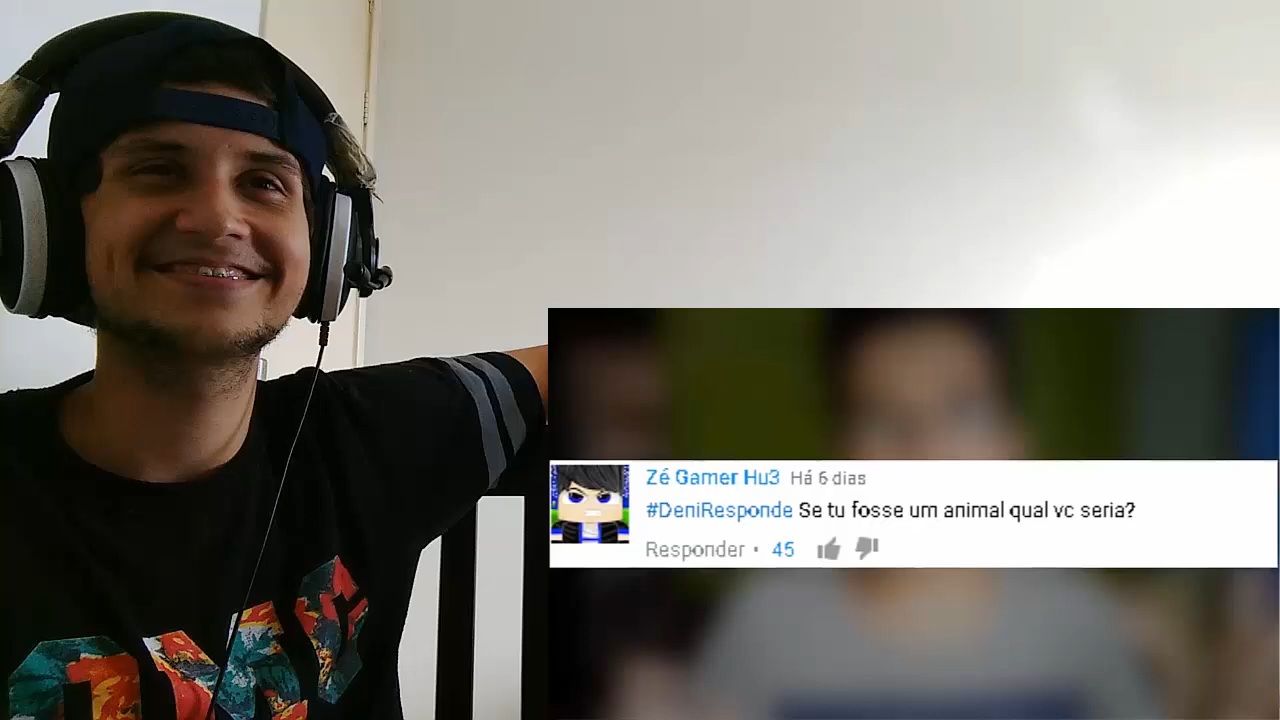 Zé Gamer Hu3 Há 6 dias
#DeniResponde Se tu fosse um animal qual vc seria?
Responder • 45